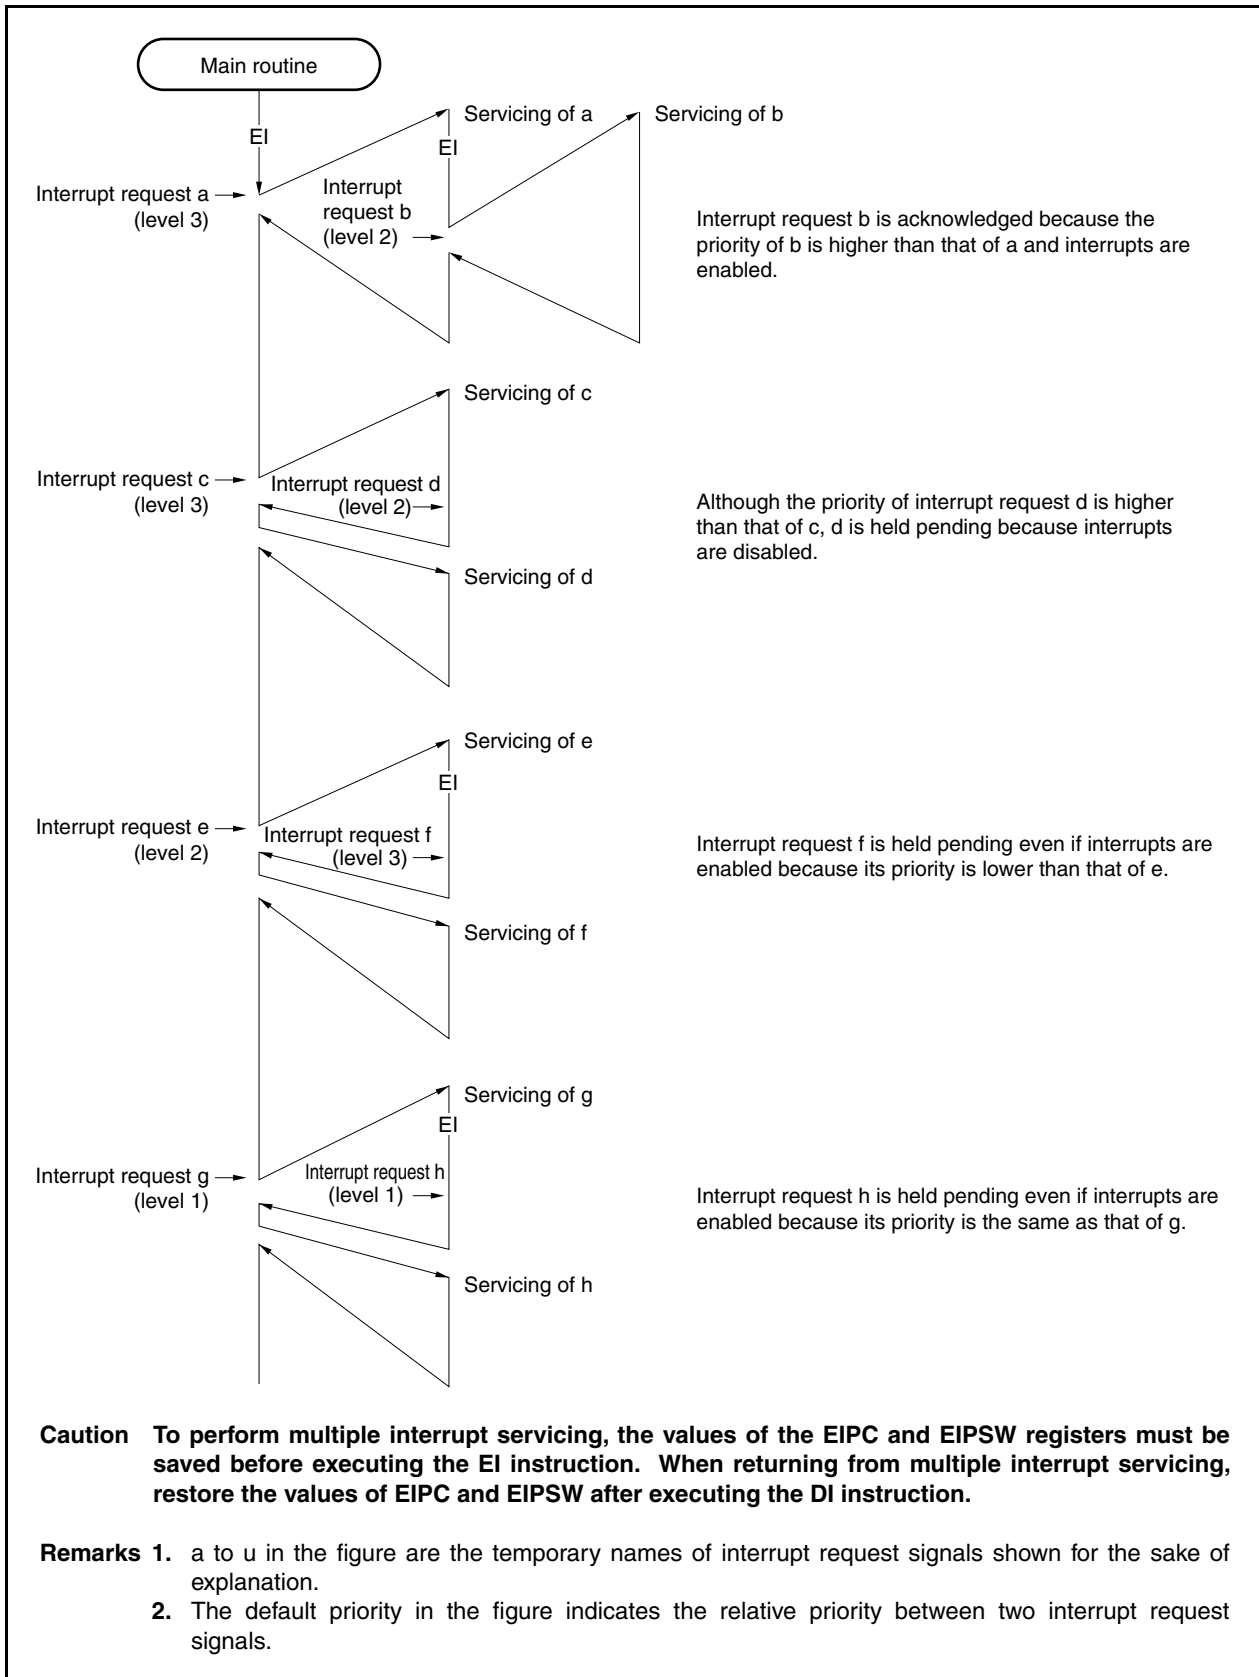 Main routine
EI
Servicing of a
Servicing of b
EI
Interrupt request a
(level 3)
Interrupt
request b
(level 2)
Interrupt request b is acknowledged because the
priority of b is higher than that of a and interrupts are
enabled.
Servicing of c
Interrupt request c
(level 3)
Interrupt request d
(level 2)
Although the priority of interrupt request d is higher
than that of c, d is held pending because interrupts
are disabled.
Servicing of d
Servicing of e
EI
Interrupt request e
(level 2)
Interrupt request f
(level 3)
Interrupt request f is held pending even if interrupts are
enabled because its priority is lower than that of e.
Servicing of f
Servicing of g
EI
Interrupt request g
(level 1)
Interrupt request h
(level 1)
Interrupt request h is held pending even if interrupts are
enabled because its priority is the same as that of g.
Servicing of h
Caution To perform multiple interrupt servicing, the values of the EIPC and EIPSW registers must be
saved before executing the EI instruction. When returning from multiple interrupt servicing,
restore the values of EIPC and EIPSW after executing the DI instruction.
Remarks 1. a to u in the figure are the temporary names of interrupt request signals shown for the sake of
explanation.
2. The default priority in the figure indicates the relative priority between two interrupt request
signals.